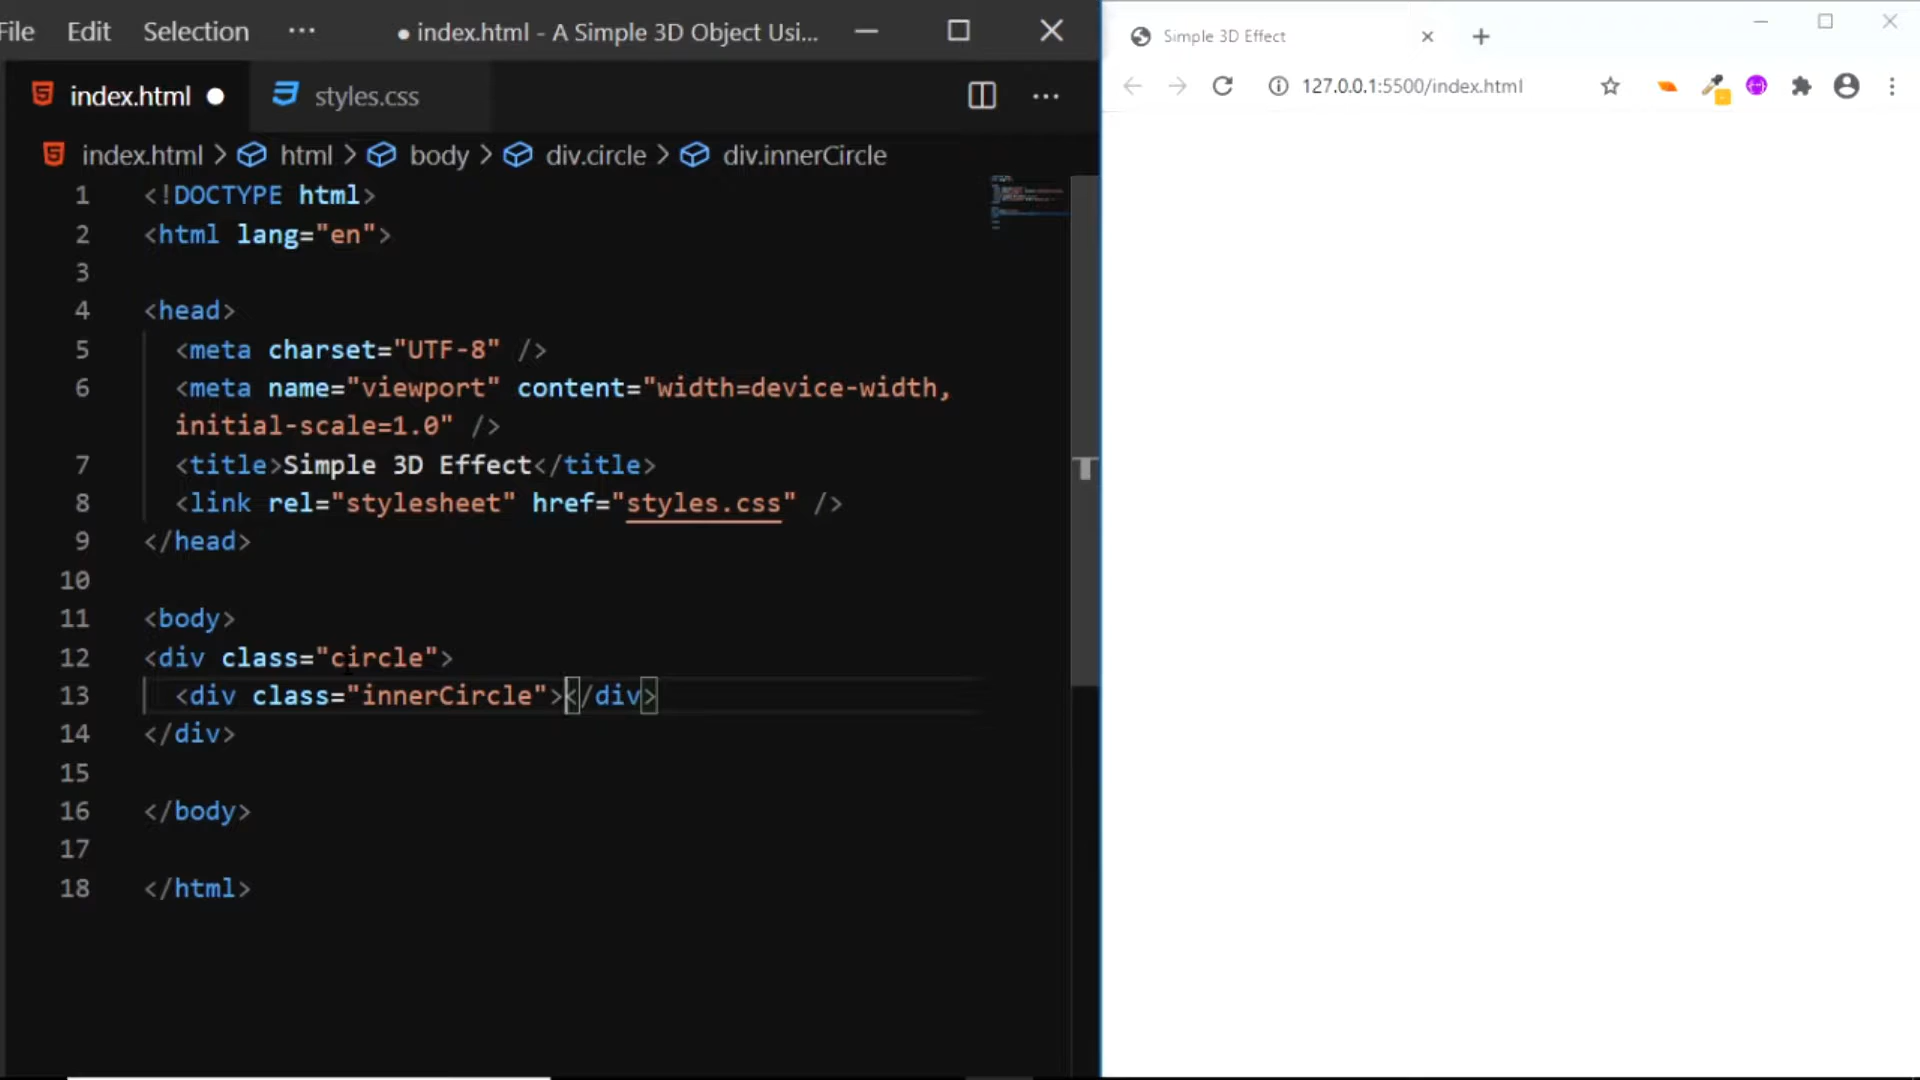 File Edit Selection ··· ● index.html - A Simple 3D Object Usi...
index.html ● styles.css ···
index.html > html > body > div.circle > div.innerCircle
1 <!DOCTYPE html>
2 <html lang="en">
3
4 <head>
5 <meta charset="UTF-8" />
6 <meta name="viewport" content="width=device-width,
initial-scale=1.0" />
7 <title>Simple 3D Effect</title>
8 <link rel="stylesheet" href="styles.css" />
9 </head>
10
11 <body>
12 <div class="circle">
13 <div class="innerCircle"></div>
14 </div>
15
16 </body>
17
18 </html>
Simple 3D Effect
127.0.0.1:5500/index.html